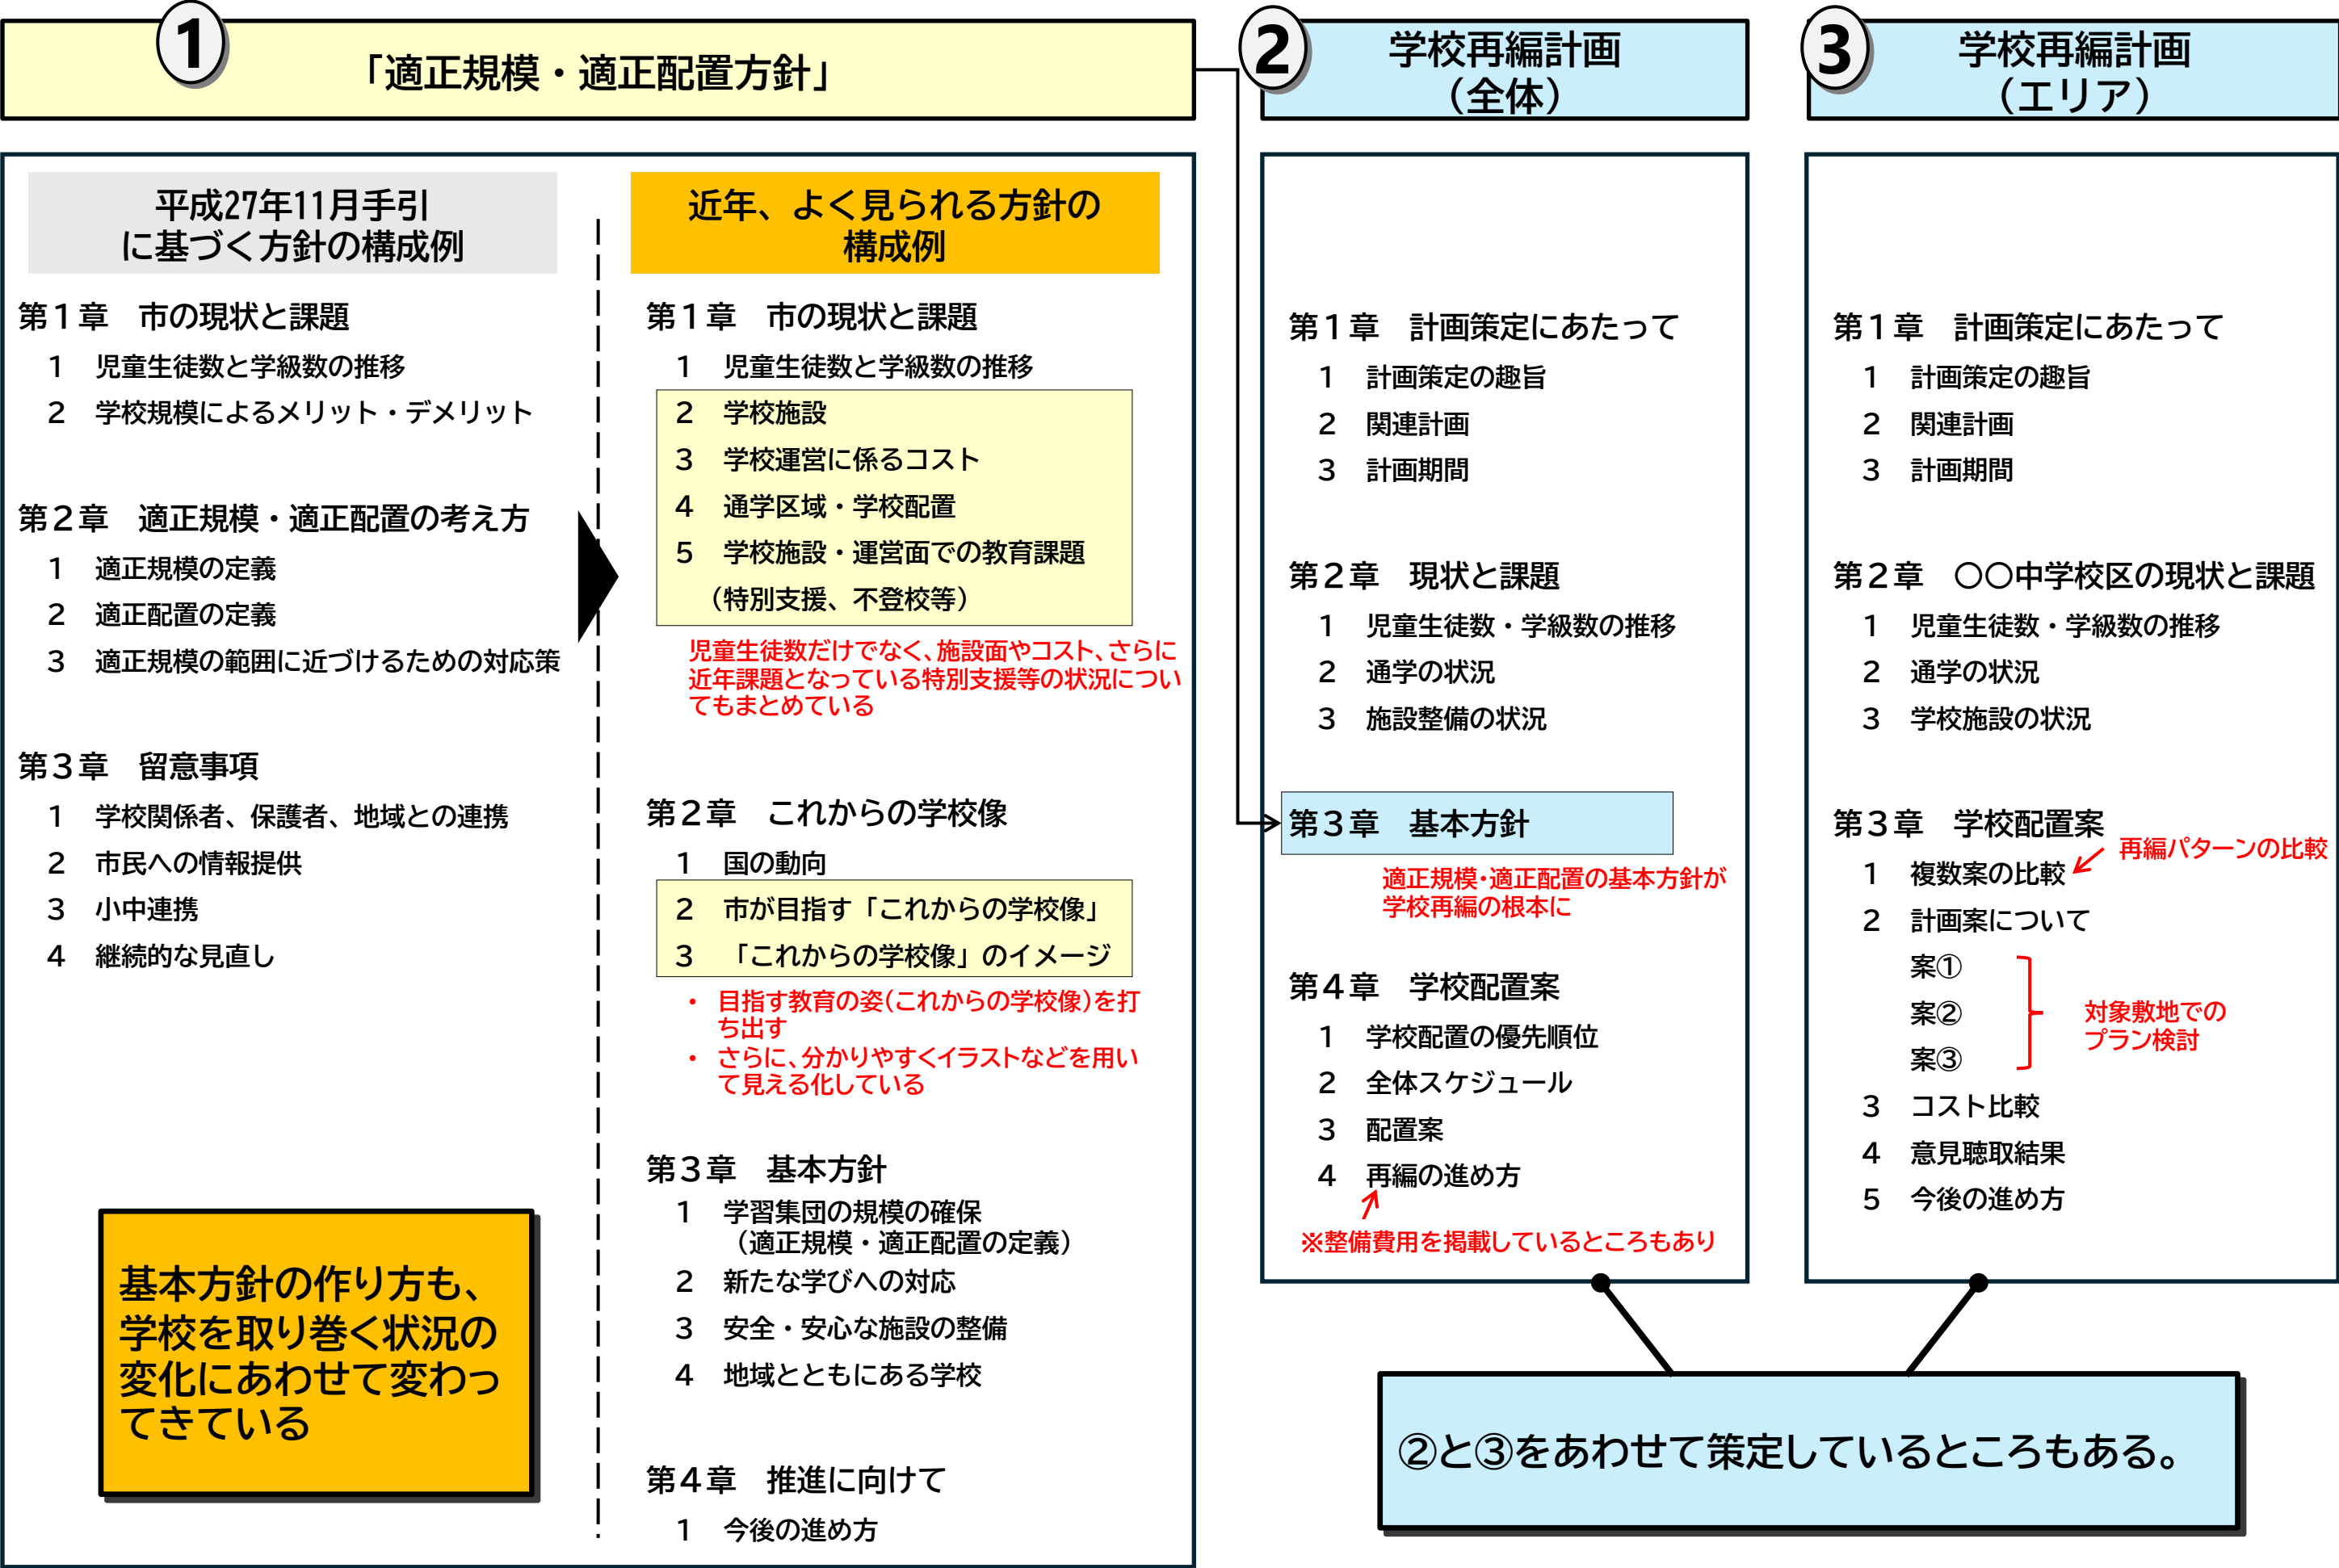 1
「適正規模・適正配置方針」
平成27年11月手引
に基づく方針の構成例
第１章　市の現状と課題
1　児童生徒数と学級数の推移
2　学校規模によるメリット・デメリット
第２章　適正規模・適正配置の考え方
1　適正規模の定義
2　適正配置の定義
3　適正規模の範囲に近づけるための対応策
第３章　留意事項
1　学校関係者、保護者、地域との連携
2　市民への情報提供
3　小中連携
4　継続的な見直し
基本方針の作り方も、
学校を取り巻く状況の
変化にあわせて変わっ
てきている
近年、よく見られる方針の
構成例
第１章　市の現状と課題
1　児童生徒数と学級数の推移
2　学校施設
3　学校運営に係るコスト
4　通学区域・学校配置
5　学校施設・運営面での教育課題
（特別支援、不登校等）
児童生徒数だけでなく、施設面やコスト、さらに
近年課題となっている特別支援等の状況につい
てもまとめている
第２章　これからの学校像
1　国の動向
2　市が目指す「これからの学校像」
3　「これからの学校像」のイメージ
・ 目指す教育の姿(これからの学校像)を打
ち出す
・ さらに、分かりやすくイラストなどを用い
て見える化している
第３章　基本方針
1　学習集団の規模の確保
（適正規模・適正配置の定義）
2　新たな学びへの対応
3　安全・安心な施設の整備
4　地域とともにある学校
第４章　推進に向けて
1　今後の進め方
2
学校再編計画
（全体）
第１章　計画策定にあたって
1　計画策定の趣旨
2　関連計画
3　計画期間
第２章　現状と課題
1　児童生徒数・学級数の推移
2　通学の状況
3　施設整備の状況
第３章　基本方針
適正規模・適正配置の基本方針が
学校再編の根本に
第４章　学校配置案
1　学校配置の優先順位
2　全体スケジュール
3　配置案
4　再編の進め方
※整備費用を掲載しているところもあり
3
学校再編計画
（エリア）
第１章　計画策定にあたって
1　計画策定の趣旨
2　関連計画
3　計画期間
第２章　〇〇中学校区の現状と課題
1　児童生徒数・学級数の推移
2　通学の状況
3　学校施設の状況
第３章　学校配置案
再編パターンの比較
1　複数案の比較
2　計画案について
案①
案②
案③
対象敷地での
プラン検討
3　コスト比較
4　意見聴取結果
5　今後の進め方
②と③をあわせて策定しているところもある。